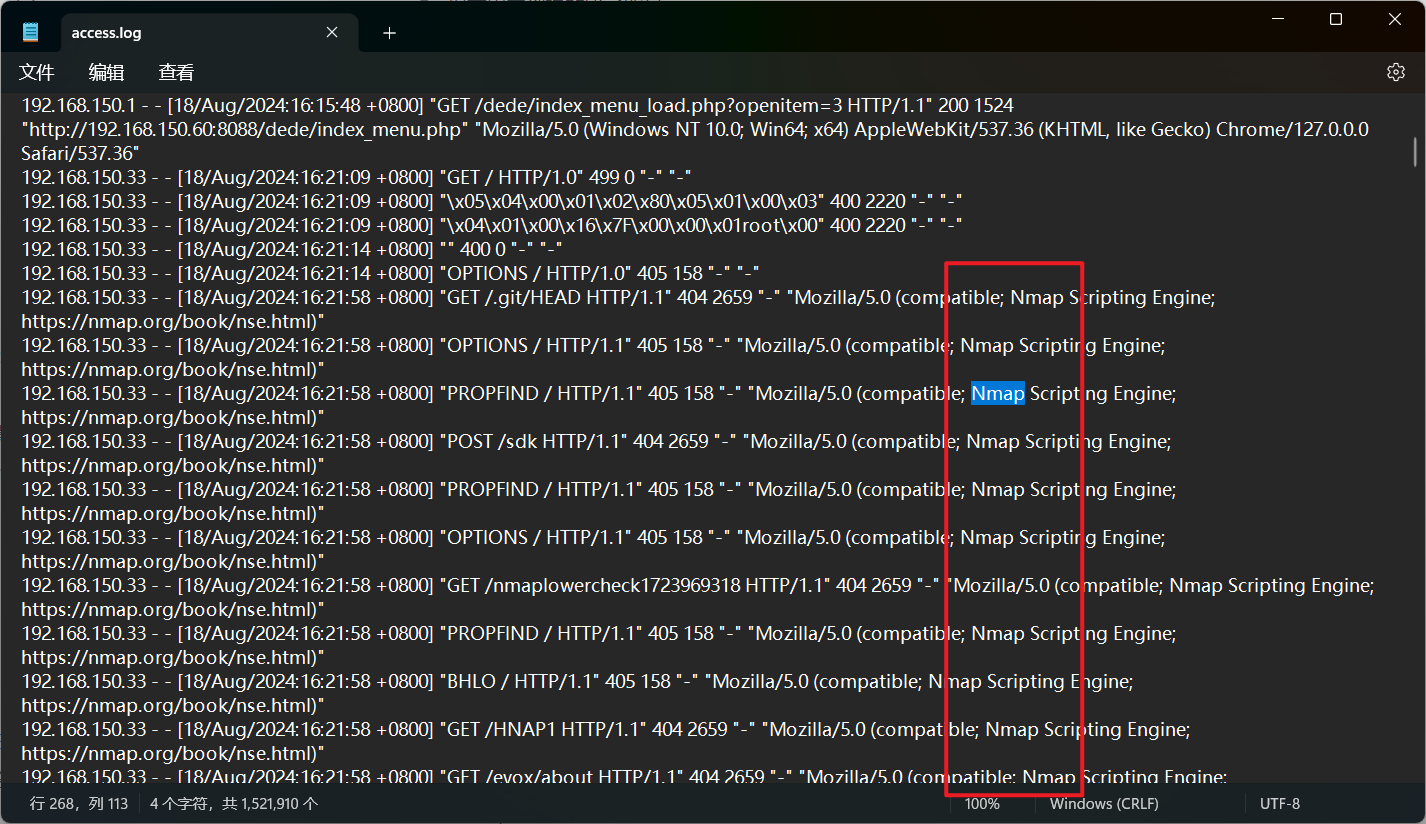 access.log
文件 编辑 查看
192.168.150.1 - - [18/Aug/2024:16:15:48 +0800] "GET /dede/index_menu_load.php?openitem=3 HTTP/1.1" 200 1524
"http://192.168.150.60:8088/dede/index_menu.php" "Mozilla/5.0 (Windows NT 10.0; Win64; x64) AppleWebKit/537.36 (KHTML, like Gecko) Chrome/127.0.0.0
Safari/537.36"
192.168.150.33 - - [18/Aug/2024:16:21:09 +0800] "GET / HTTP/1.0" 499 0 "-" "-"
192.168.150.33 - - [18/Aug/2024:16:21:09 +0800] "\x05\x04\x00\x01\x02\x80\x05\x01\x00\x03" 400 2220 "-" "-"
192.168.150.33 - - [18/Aug/2024:16:21:09 +0800] "\x04\x01\x00\x16\x7F\x00\x00\x01root\x00" 400 2220 "-" "-"
192.168.150.33 - - [18/Aug/2024:16:21:14 +0800] "" 400 0 "-" "-"
192.168.150.33 - - [18/Aug/2024:16:21:14 +0800] "OPTIONS / HTTP/1.0" 405 158 "-" "-"
192.168.150.33 - - [18/Aug/2024:16:21:58 +0800] "GET /.git/HEAD HTTP/1.1" 404 2659 "-" "Mozilla/5.0 (compatible; Nmap Scripting Engine;
https://nmap.org/book/nse.html)"
192.168.150.33 - - [18/Aug/2024:16:21:58 +0800] "OPTIONS / HTTP/1.1" 405 158 "-" "Mozilla/5.0 (compatible; Nmap Scripting Engine;
https://nmap.org/book/nse.html)"
192.168.150.33 - - [18/Aug/2024:16:21:58 +0800] "PROPFIND / HTTP/1.1" 405 158 "-" "Mozilla/5.0 (compatible; Nmap Scripting Engine;
https://nmap.org/book/nse.html)"
192.168.150.33 - - [18/Aug/2024:16:21:58 +0800] "POST /sdk HTTP/1.1" 404 2659 "-" "Mozilla/5.0 (compatible; Nmap Scripting Engine;
https://nmap.org/book/nse.html)"
192.168.150.33 - - [18/Aug/2024:16:21:58 +0800] "PROPFIND / HTTP/1.1" 405 158 "-" "Mozilla/5.0 (compatible; Nmap Scripting Engine;
https://nmap.org/book/nse.html)"
192.168.150.33 - - [18/Aug/2024:16:21:58 +0800] "OPTIONS / HTTP/1.1" 405 158 "-" "Mozilla/5.0 (compatible; Nmap Scripting Engine;
https://nmap.org/book/nse.html)"
192.168.150.33 - - [18/Aug/2024:16:21:58 +0800] "GET /nmaplowercheck1723969318 HTTP/1.1" 404 2659 "-" "Mozilla/5.0 (compatible; Nmap Scripting Engine;
https://nmap.org/book/nse.html)"
192.168.150.33 - - [18/Aug/2024:16:21:58 +0800] "PROPFIND / HTTP/1.1" 405 158 "-" "Mozilla/5.0 (compatible; Nmap Scripting Engine;
https://nmap.org/book/nse.html)"
192.168.150.33 - - [18/Aug/2024:16:21:58 +0800] "BHLO / HTTP/1.1" 405 158 "-" "Mozilla/5.0 (compatible; Nmap Scripting Engine;
https://nmap.org/book/nse.html)"
192.168.150.33 - - [18/Aug/2024:16:21:58 +0800] "GET /HNAP1 HTTP/1.1" 404 2659 "-" "Mozilla/5.0 (compatible; Nmap Scripting Engine;
https://nmap.org/book/nse.html)"
192.168.150.33 - - [18/Aug/2024:16:21:58 +0800] "GET /evox/about HTTP/1.1" 404 2659 "-" "Mozilla/5.0 (compatible; Nmap Scripting Engine;
行 268，列 113 4 个字符，共 1,521,910 个 100% Windows (CRLF) UTF-8